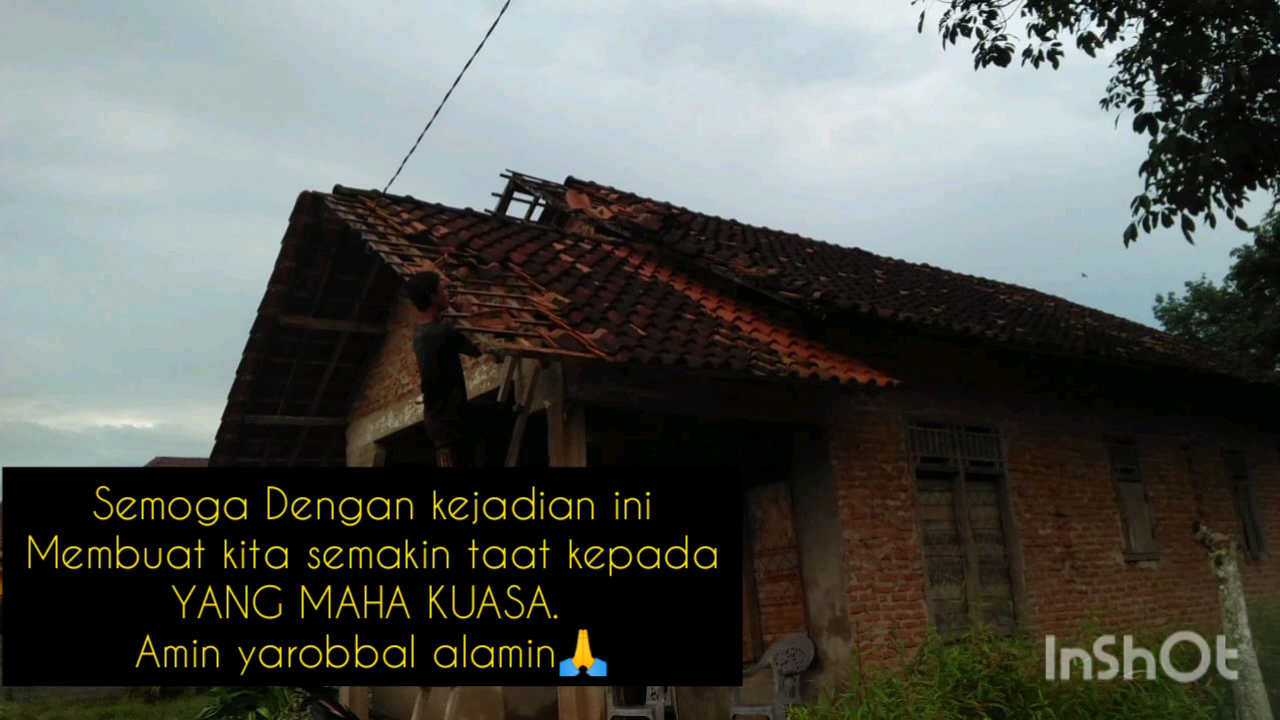 Semoga Dengan kejadian ini
Membuat kita semakin taat kepada
YANG MAHA KUASA.
Amin yarobbal alamin🙏
InShOt